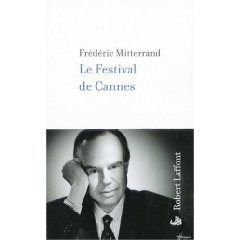 Frédéric Mitterrand
Le Festival
de Cannes
Robert Laffont